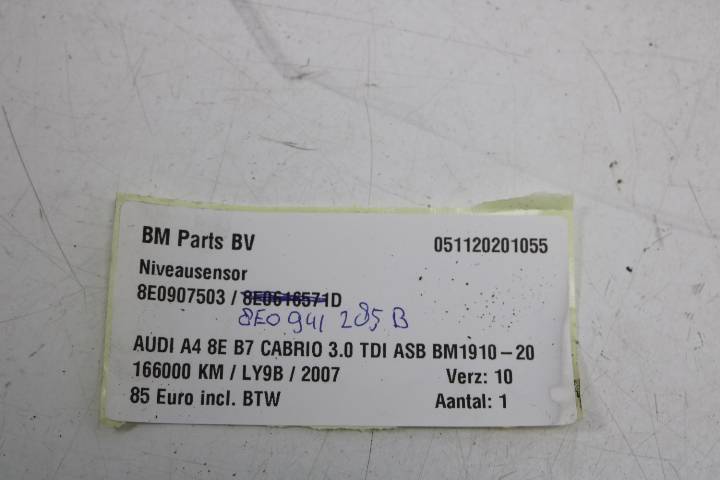 BM Parts BV 051120201055
Niveausensor
8E0907503 / 8E0616571D
8E0 941 285 B
AUDI A4 8E B7 CABRIO 3.0 TDI ASB BM1910-20
166000 KM / LY9B / 2007 Verz: 10
85 Euro incl. BTW Aantal: 1